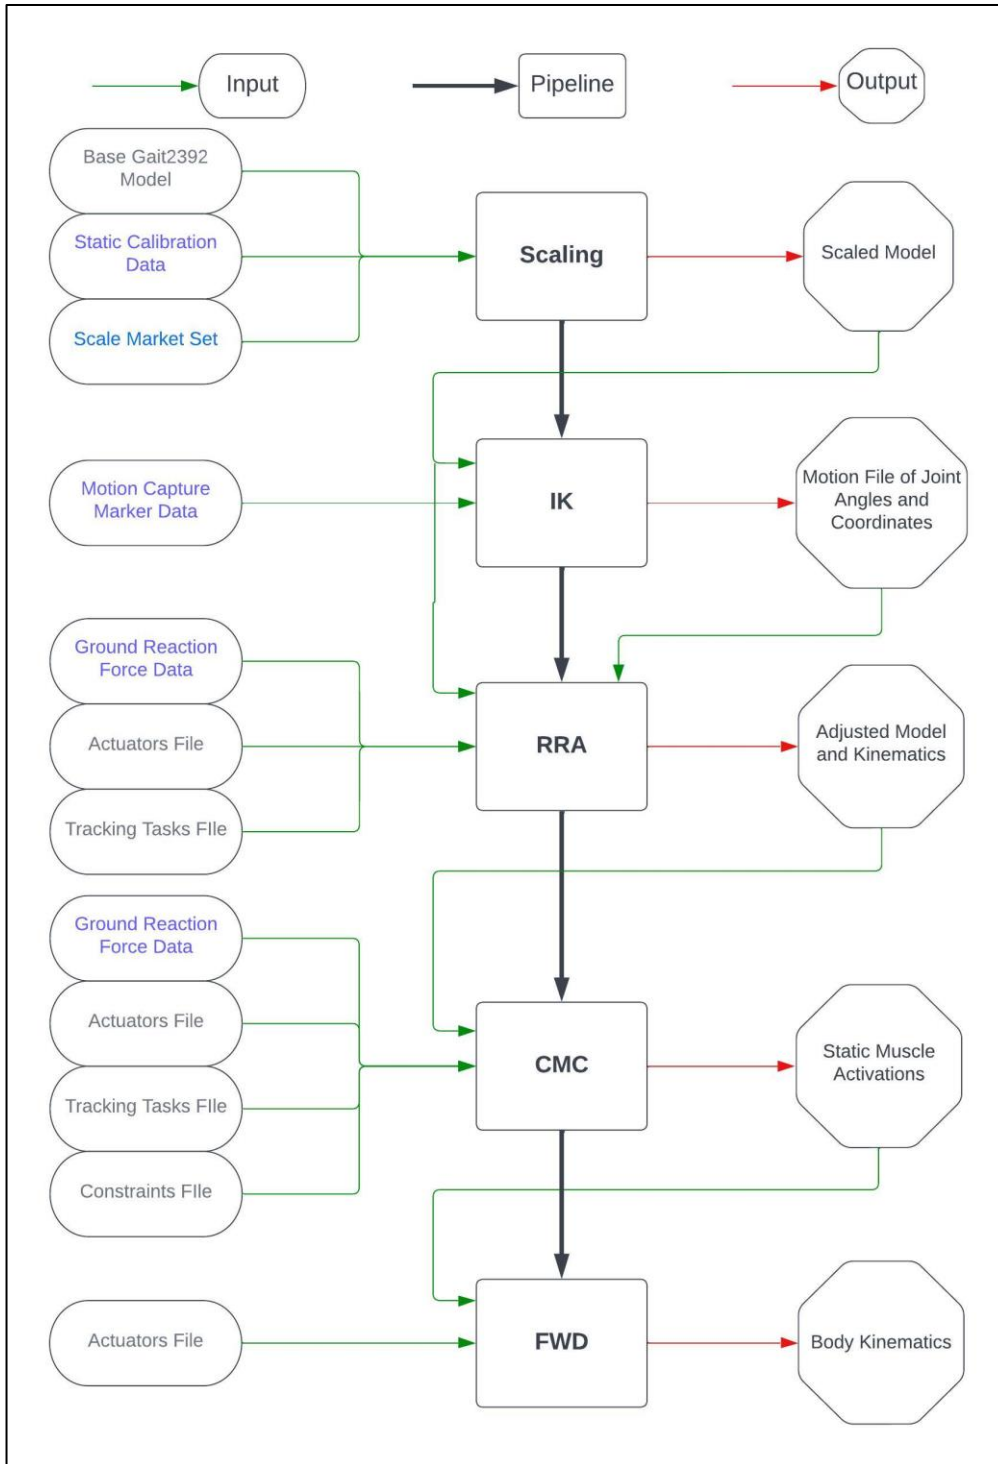 Input
Pipeline
Output
Base Gait2392
Model
Static Calibration
Data
Scale Market Set
Scaling
Scaled Model
Motion Capture
Marker Data
IK
Motion File of Joint
Angles and
Coordinates
Ground Reaction
Force Data
Actuators File
Tracking Tasks FIle
RRA
Adjusted Model
and Kinematics
Ground Reaction
Force Data
Actuators File
Tracking Tasks FIle
Constraints FIle
CMC
Static Muscle
Activations
Actuators File
FWD
Body Kinematics